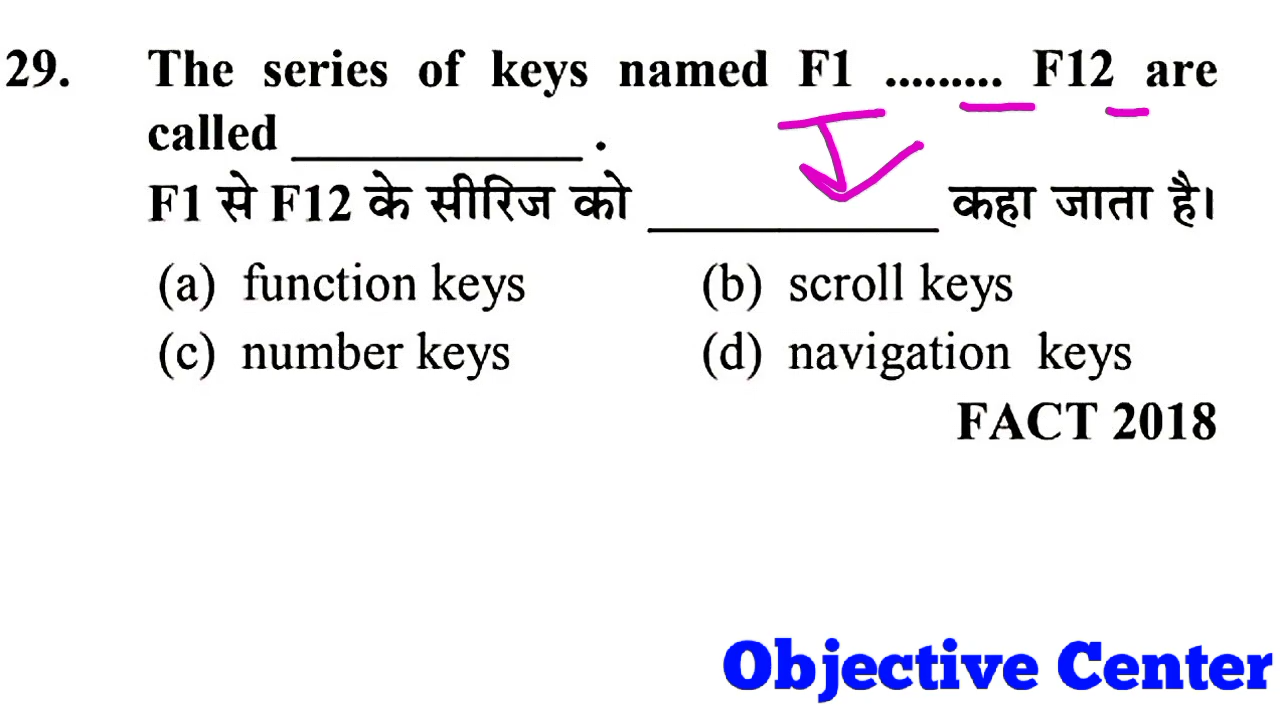 29. The series of keys named F1 ......... F12 are
called ___________ .
F1 से F12 के सीरिज को ___________ कहा जाता है।
(a) function keys (b) scroll keys
(c) number keys (d) navigation keys
FACT 2018
Objective Center